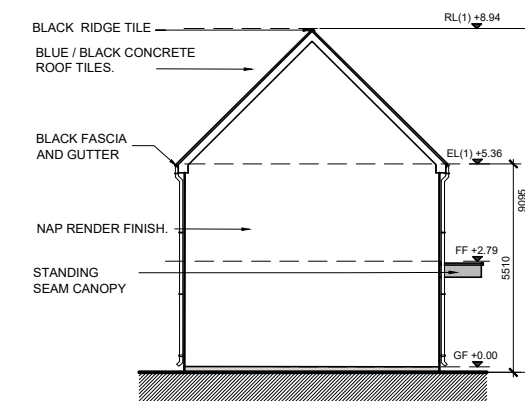 RL(1) +8.94
BLACK RIDGE TILE
BLUE / BLACK CONCRETE
ROOF TILES.
BLACK FASCIA
AND GUTTER
EL(1) +5.36
9095
NAP RENDER FINISH.
FF +2.79
5510
STANDING
SEAM CANOPY
GF +0.00